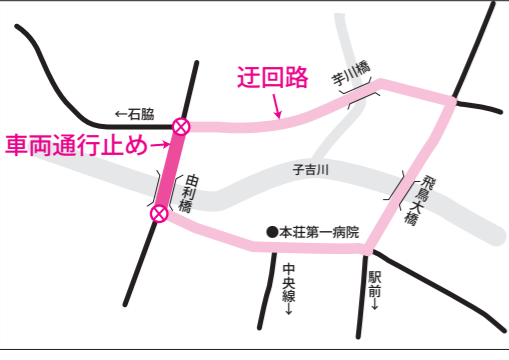 迂回路
芋川橋
←石脇
車両通行止め→
子吉川
由利橋
飛鳥大橋
●本荘第一病院
中央線→
駅前→